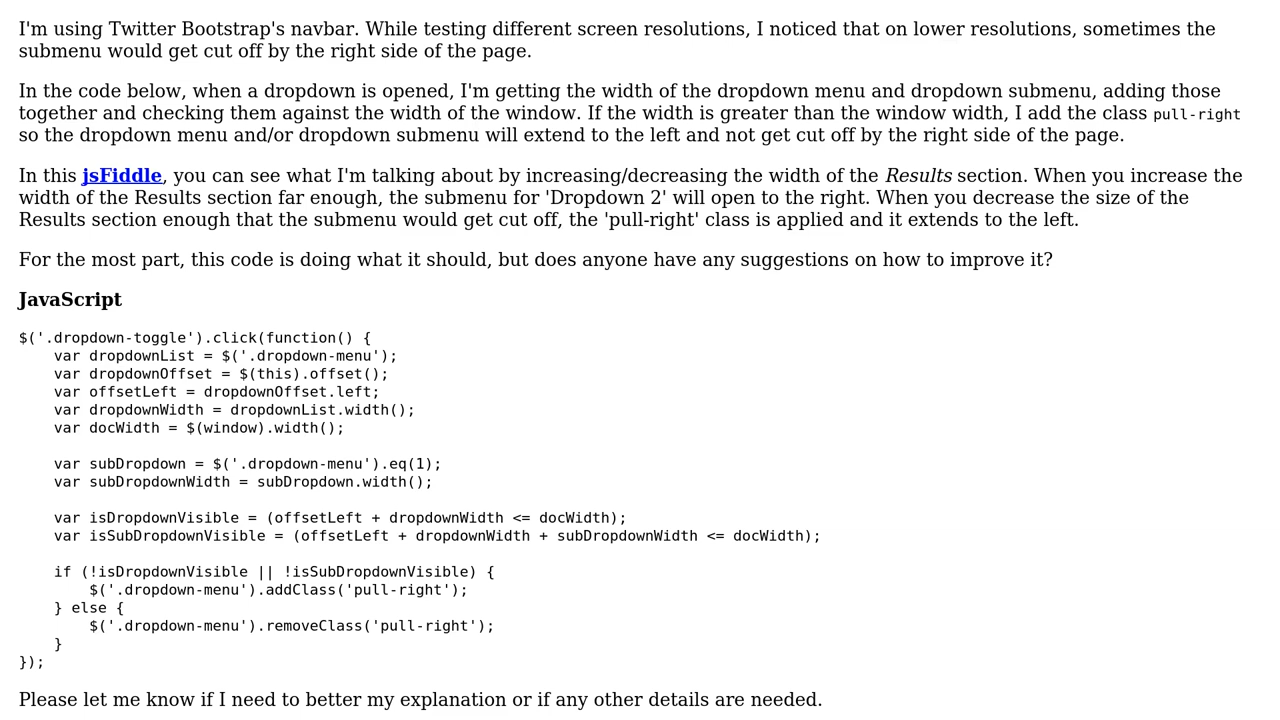 I'm using Twitter Bootstrap's navbar. While testing different screen resolutions, I noticed that on lower resolutions, sometimes the
submenu would get cut off by the right side of the page.
In the code below, when a dropdown is opened, I'm getting the width of the dropdown menu and dropdown submenu, adding those
together and checking them against the width of the window. If the width is greater than the window width, I add the class pull-right
so the dropdown menu and/or dropdown submenu will extend to the left and not get cut off by the right side of the page.
In this jsFiddle, you can see what I'm talking about by increasing/decreasing the width of the Results section. When you increase the
width of the Results section far enough, the submenu for 'Dropdown 2' will open to the right. When you decrease the size of the
Results section enough that the submenu would get cut off, the 'pull-right' class is applied and it extends to the left.
For the most part, this code is doing what it should, but does anyone have any suggestions on how to improve it?
JavaScript
$('.dropdown-toggle').click(function() {
    var dropdownList = $('.dropdown-menu');
    var dropdownOffset = $(this).offset();
    var offsetLeft = dropdownOffset.left;
    var dropdownWidth = dropdownList.width();
    var docWidth = $(window).width();

    var subDropdown = $('.dropdown-menu').eq(1);
    var subDropdownWidth = subDropdown.width();

    var isDropdownVisible = (offsetLeft + dropdownWidth <= docWidth);
    var isSubDropdownVisible = (offsetLeft + dropdownWidth + subDropdownWidth <= docWidth);

    if (!isDropdownVisible || !isSubDropdownVisible) {
        $('.dropdown-menu').addClass('pull-right');
    } else {
        $('.dropdown-menu').removeClass('pull-right');
    }
});
Please let me know if I need to better my explanation or if any other details are needed.